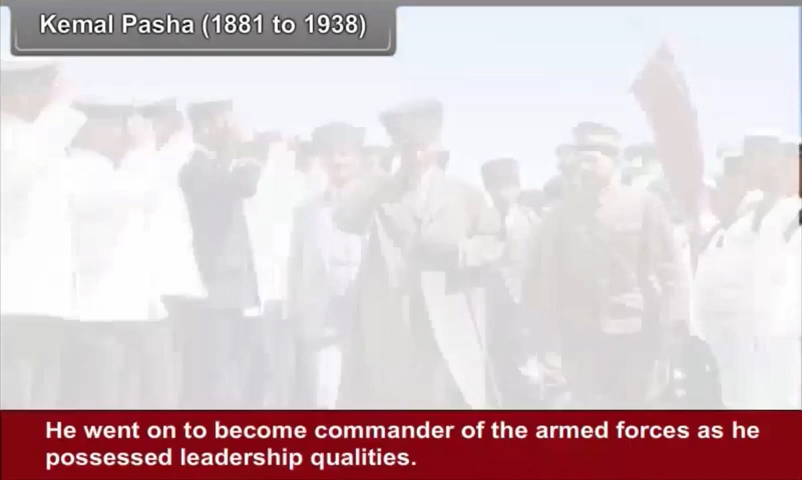 Kemal Pasha (1881 to 1938)
He went on to become commander of the armed forces as he
possessed leadership qualities.